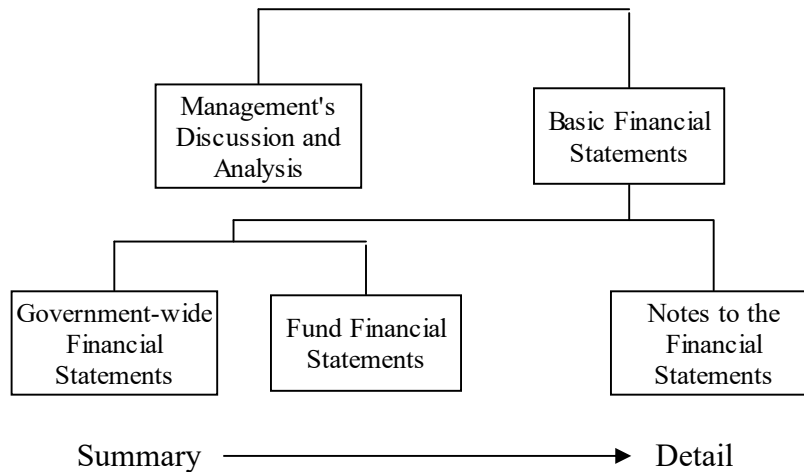 Management's
Discussion and
Analysis
Basic Financial
Statements
Government-wide
Financial
Statements
Fund Financial
Statements
Notes to the
Financial
Statements
Summary
Detail